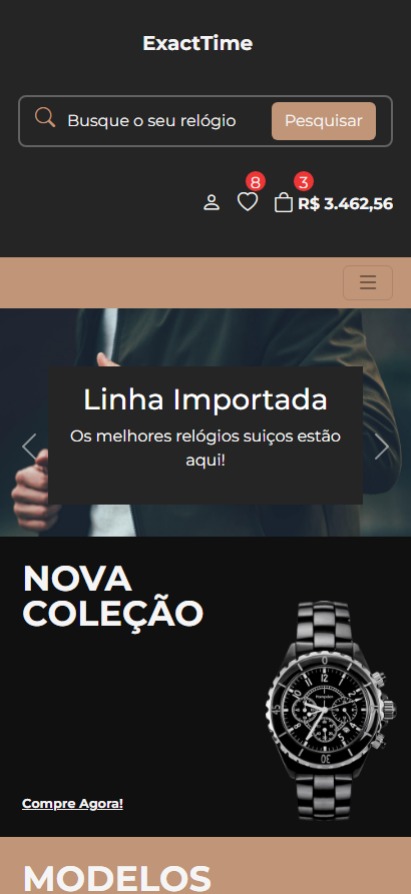 ExactTime
Busque o seu relógio
Pesquisar
8
3
R$ 3.462,56
Linha Importada
Os melhores relógios suiços estão
aqui!
NOVA
COLEÇÃO
Compre Agora!
MODELOS